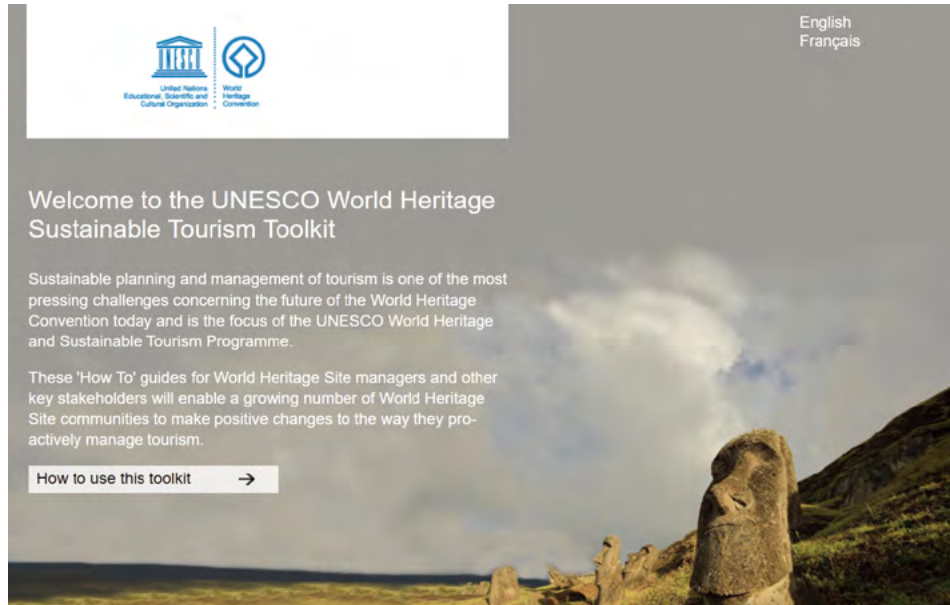 United Nations
Educational, Scientific and
Cultural Organization
World
Heritage
Convention
English
Français
Welcome to the UNESCO World Heritage
Sustainable Tourism Toolkit
Sustainable planning and management of tourism is one of the most
pressing challenges concerning the future of the World Heritage
Convention today and is the focus of the UNESCO World Heritage
and Sustainable Tourism Programme.
These 'How To' guides for World Heritage Site managers and other
key stakeholders will enable a growing number of World Heritage
Site communities to make positive changes to the way they pro-
actively manage tourism.
How to use this toolkit →